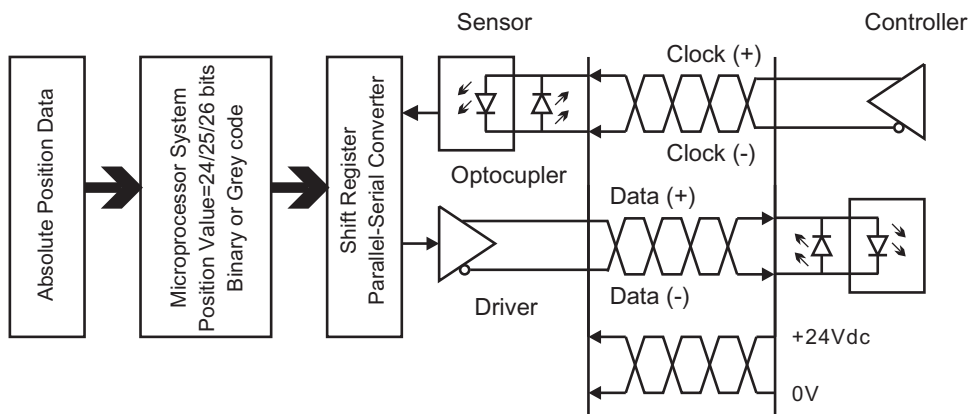 Sensor
Controller
Absolute Position Data
Microprocessor System
Position Value=24/25/26 bits
Binary or Grey code
Shift Register
Parallel-Serial Converter
Clock (+)
Clock (-)
Optocupler
Data (+)
Data (-)
Driver
+24Vdc
0V